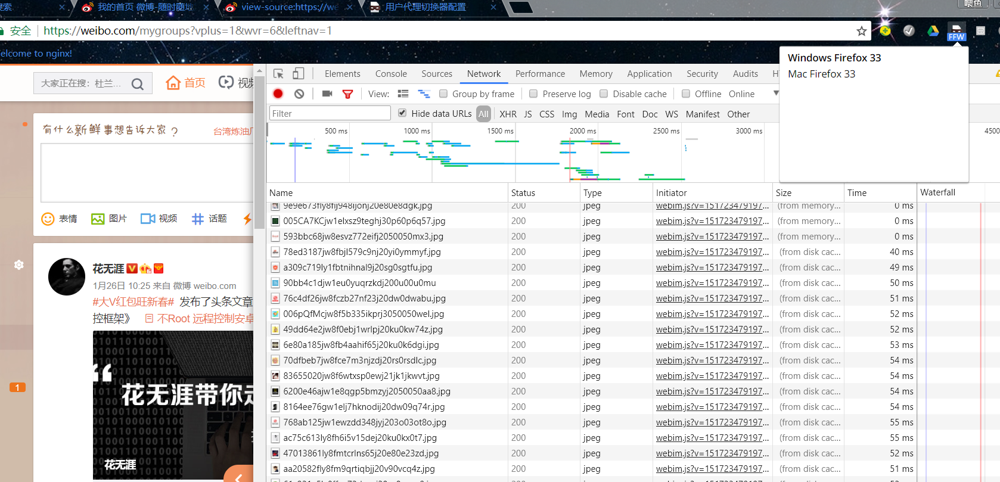 搜索
我的首页 微博-随时随地
view-source:https://we
用户代理切换器配置
喂鱼
安全 https://weibo.com/mygroups?vplus=1&wvr=6&leftnav=1
FFW
elcome to nginx!
Windows Firefox 33
Mac Firefox 33
大家正在搜：杜兰... 首页 视频
Elements Console Sources Network Performance Memory Application Security Audits H
View: Group by frame Preserve log Disable cache Offline Online
Filter Hide data URLs All XHR JS CSS Img Media Font Doc WS Manifest Other
500 ms 1000 ms 1500 ms 2000 ms 2500 ms 3000 ms 4500
有什么新鲜事想告诉大家？ 台湾炼油厂
表情 图片 视频 话题
花无涯
1月26日 10:25 来自 微博 weibo.com
#大V红包旺新春# 发布了头条文章
控框架》 不Root 远程控制安卓
花无涯带你走
花无涯
1
Name Status Type Initiator Size Time Waterfall
9e9e673fly8flj948ijonj20e80e8dgk.jpg 200 jpeg webim.js?v=151723479197... (from memory... 0 ms
005CA7KCjw1elxsz9teghj30p60p6q57.jpg 200 jpeg webim.js?v=151723479197... (from memory... 0 ms
593bbc68jw8esvz772eifj2050050mx3.jpg 200 jpeg webim.js?v=151723479197... (from memory... 0 ms
78ed3187jw8fbjl579c9nj20yi0ymmyf.jpg 200 jpeg webim.js?v=151723479197... (from disk cac... 40 ms
a309c719ly1fbtnihnal9j20sg0sgtfu.jpg 200 jpeg webim.js?v=151723479197... (from disk cac... 49 ms
90bb4c1djw1eu0yuqrzkdj200u00u0mu 200 jpeg webim.js?v=151723479197... (from disk cac... 50 ms
76c4df26jw8fczb27nf23j20dw0dwabu.jpg 200 jpeg webim.js?v=151723479197... (from disk cac... 51 ms
006pQfMcjw8f5b335ikprj3050050wel.jpg 200 jpeg webim.js?v=151723479197... (from disk cac... 52 ms
49dd64e2jw8f0ebj1wrlpj20ku0kw74z.jpg 200 jpeg webim.js?v=151723479197... (from disk cac... 52 ms
6e80a185jw8fb4aahif65j20ku0k6dgi.jpg 200 jpeg webim.js?v=151723479197... (from disk cac... 53 ms
70dfbeb7jw8fce7m3njzdj20rs0rsdlc.jpg 200 jpeg webim.js?v=151723479197... (from disk cac... 54 ms
83655020jw8f6wtxsp0ewj21jk1jkwvt.jpg 200 jpeg webim.js?v=151723479197... (from disk cac... 54 ms
6200e46ajw1e8qgp5bmzyj2050050aa8.jpg 200 jpeg webim.js?v=151723479197... (from disk cac... 54 ms
8164ee76gw1elj7hknodij20dw09q74r.jpg 200 jpeg webim.js?v=151723479197... (from disk cac... 54 ms
768ab125jw1ewzdd348jyj203o03ot8o.jpg 200 jpeg webim.js?v=151723479197... (from disk cac... 55 ms
ac75c613ly8fh6i5v15dej20ku0kx0t7.jpg 200 jpeg webim.js?v=151723479197... (from disk cac... 55 ms
47013861ly8fmtcrlns65j20e80e23zd.jpg 200 jpeg webim.js?v=151723479197... (from disk cac... 52 ms
aa20582fly8fm9qrtiqbjj20v90vcq4z.jpg 200 jpeg webim.js?v=151723479197... (from disk cac... 51 ms